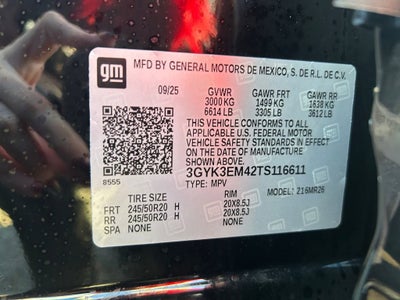 gm
MFD BY GENERAL MOTORS DE MEXICO, S. DE R.L. DE C.V.
09/25 GVWR GAWR FRT GAWR RR
3000 KG 1499 KG 1638 KG
6614 LB 3305 LB 3612 LB
THIS VEHICLE CONFORMS TO ALL
APPLICABLE U.S. FEDERAL MOTOR
VEHICLE SAFETY STANDARDS IN
EFFECT ON THE DATE OF
MANUFACTURE SHOWN ABOVE.
3GYK3EM42TS116611
8555 TYPE: MPV MODEL: 216MR26
TIRE SIZE RIM
FRT 245/50R20 H 20X8.5J
RR 245/50R20 H 20X8.5J
SPA NONE NONE